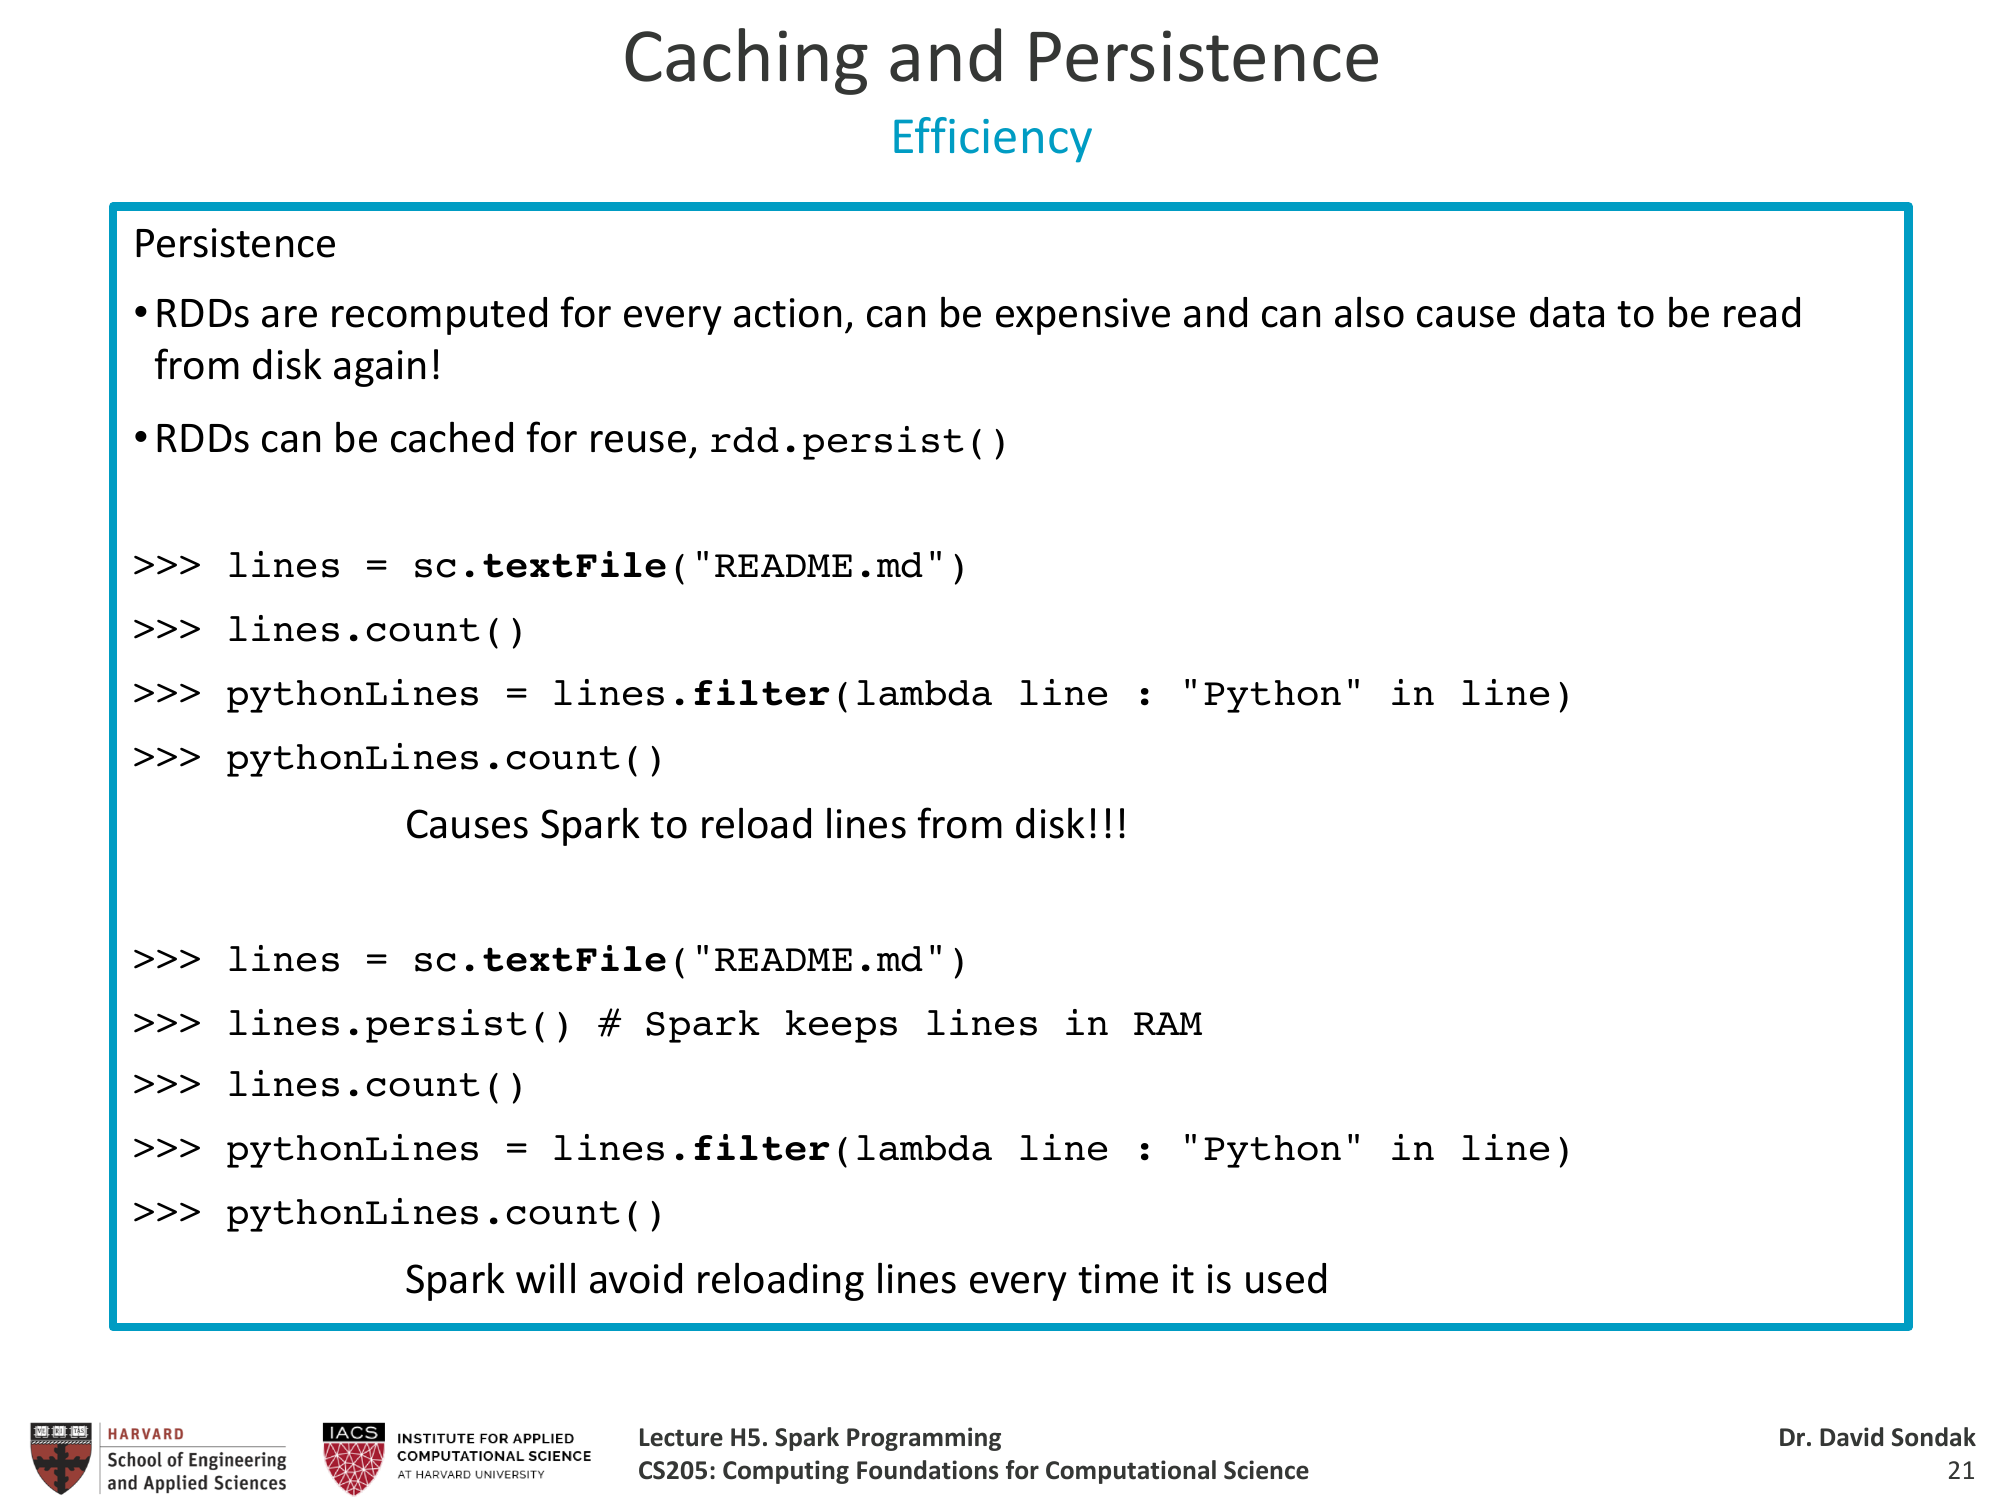 Caching and Persistence
Efficiency
Persistence
•RDDs are recomputed for every action, can be expensive and can also cause data to be read
from disk again!
•RDDs can be cached for reuse, rdd.persist()
>>> lines = sc.textFile("README.md")
>>> lines.count()
>>> pythonLines = lines.filter(lambda line : "Python" in line)
>>> pythonLines.count()
Causes Spark to reload lines from disk!!!
>>> lines = sc.textFile("README.md")
>>> lines.persist() # Spark keeps lines in RAM
>>> lines.count()
>>> pythonLines = lines.filter(lambda line : "Python" in line)
>>> pythonLines.count()
Spark will avoid reloading lines every time it is used
HARVARD
School of Engineering
and Applied Sciences
IACS
INSTITUTE FOR APPLIED
COMPUTATIONAL SCIENCE
AT HARVARD UNIVERSITY
Lecture H5. Spark Programming
CS205: Computing Foundations for Computational Science
Dr. David Sondak
21